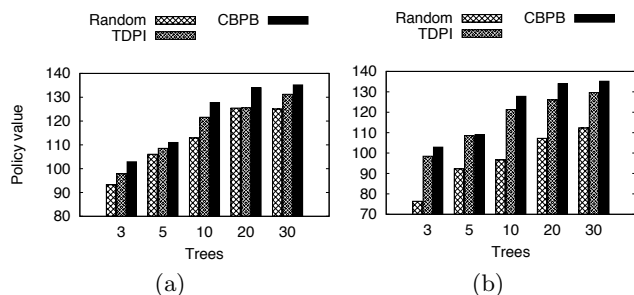 Random CBPB
TDPI
Policy value
140
130
120
110
100
90
80
3 5 10 20 30
Trees
(a)
Random CBPB
TDPI
140
130
120
110
100
90
80
70
3 5 10 20 30
Trees
(b)